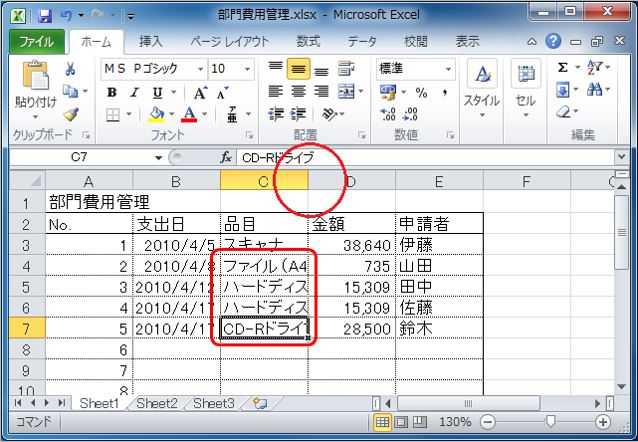 部門費用管理.xlsx - Microsoft Excel
ファイル ホーム 挿入 ページ レイアウト 数式 データ 校閲 表示
ＭＳ Ｐゴシック 10 標準
貼り付け B I U A A 亜 % , スタイル セル Σ
クリップボード フォント 配置 数値 編集
C7 fx CD-Rドライブ
A B C D E F G
1 部門費用管理
2 No. 支出日 品目 金額 申請者
3 1 2010/4/5 スキャナ 38,640 伊藤
4 2 2010/4/8 ファイル（A4 735 山田
5 3 2010/4/12 ハードディス 15,309 田中
6 4 2010/4/17 ハードディス 15,309 佐藤
7 5 2010/4/17 CD-Rドライブ 28,500 鈴木
8 6
9 7
10 8
Sheet1 Sheet2 Sheet3
コマンド 130%